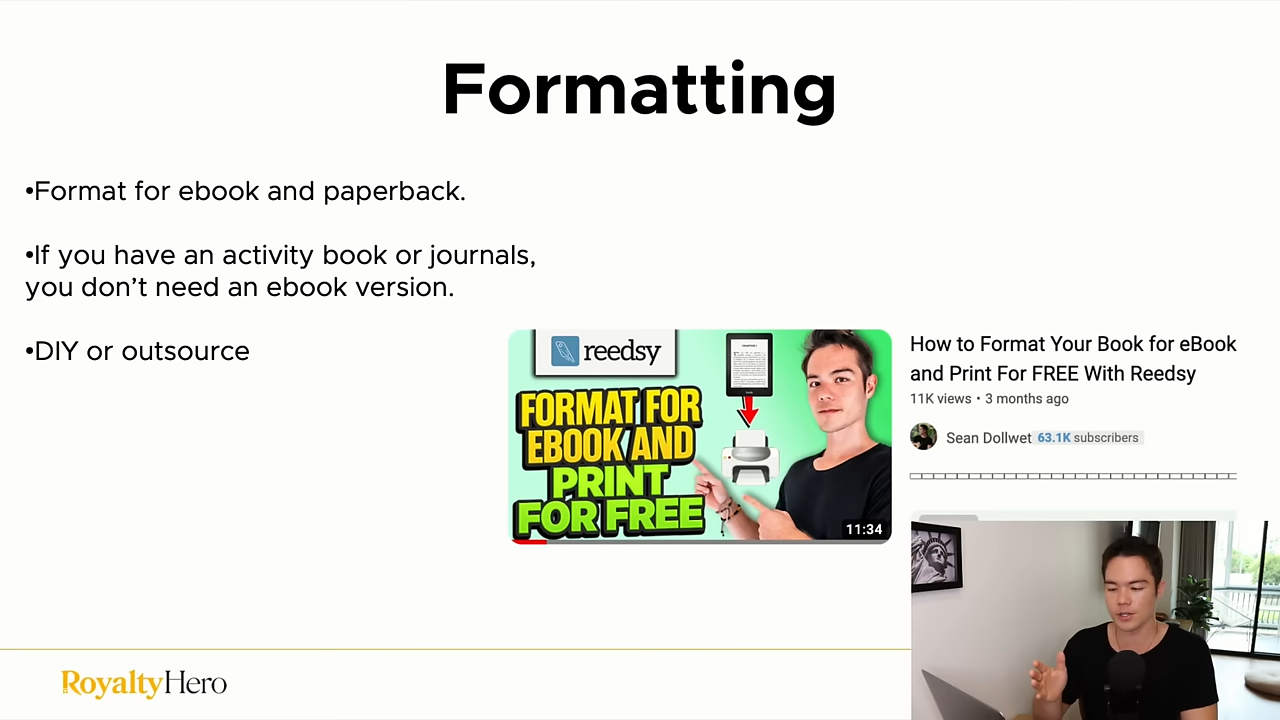 Formatting
•Format for ebook and paperback.
•If you have an activity book or journals,
you don’t need an ebook version.
•DIY or outsource
reedsy
FORMAT FOR
EBOOK AND
PRINT
FOR FREE
11:34
How to Format Your Book for eBook
and Print For FREE With Reedsy
11K views • 3 months ago
Sean Dollwet 63.1K subscribers
RoyaltyHero